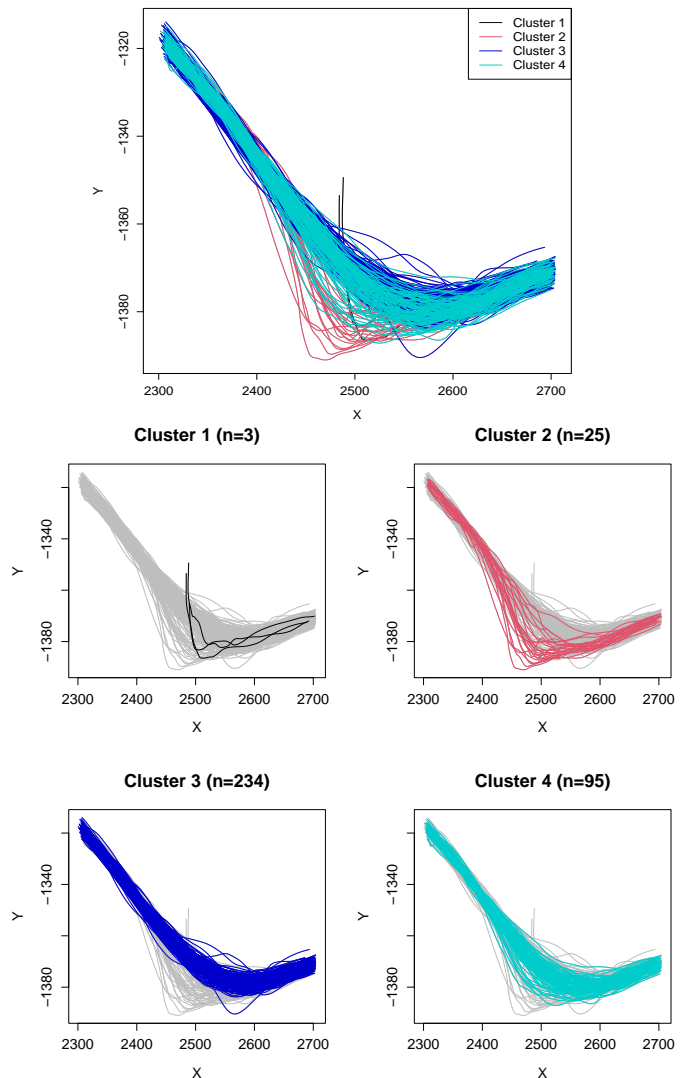 Cluster 1
Cluster 2
Cluster 3
Cluster 4
−1320
−1340
−1360
−1380
Y
2300 2400 2500 2600 2700
X
Cluster 1 (n=3) Cluster 2 (n=25)
−1340 −1340
Y Y
−1380 −1380
2300 2400 2500 2600 2700 2300 2400 2500 2600 2700
X X
Cluster 3 (n=234) Cluster 4 (n=95)
−1340 −1340
Y Y
−1380 −1380
2300 2400 2500 2600 2700 2300 2400 2500 2600 2700
X X